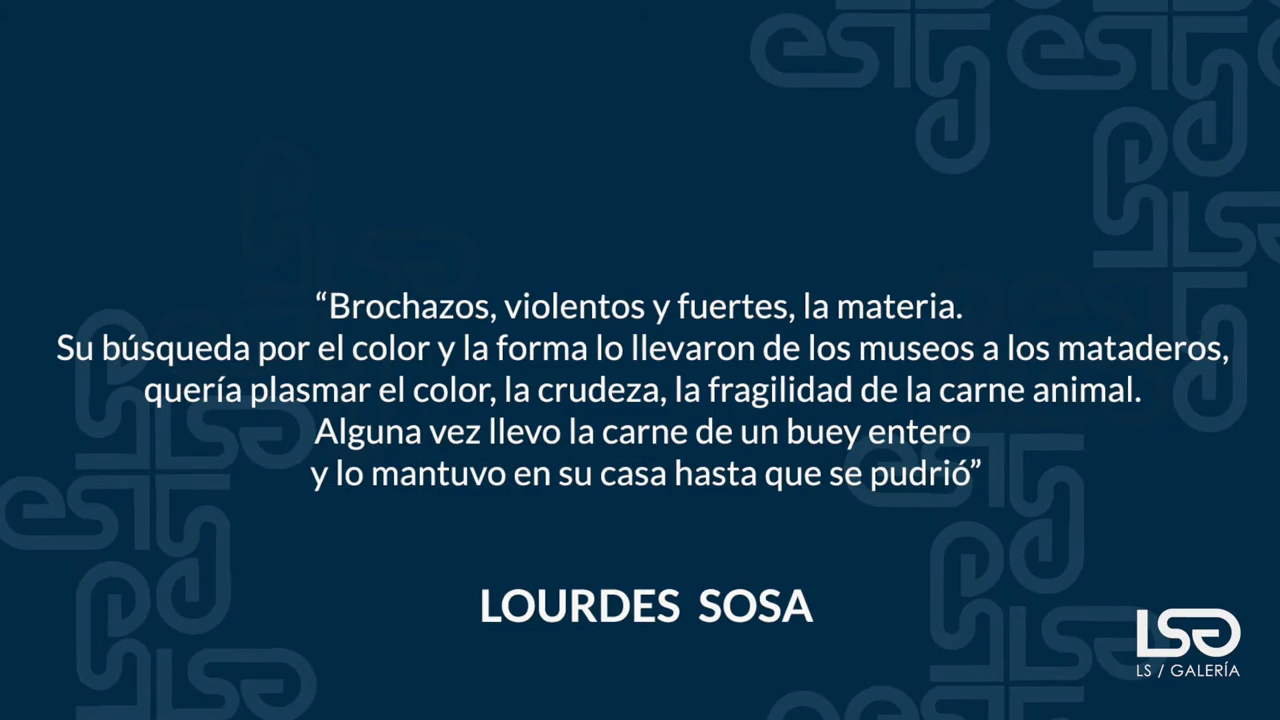 “Brochazos, violentos y fuertes, la materia.
Su búsqueda por el color y la forma lo llevaron de los museos a los mataderos,
quería plasmar el color, la crudeza, la fragilidad de la carne animal.
Alguna vez llevo la carne de un buey entero
y lo mantuvo en su casa hasta que se pudrió”
LOURDES SOSA
LSG
LS / GALERÍA